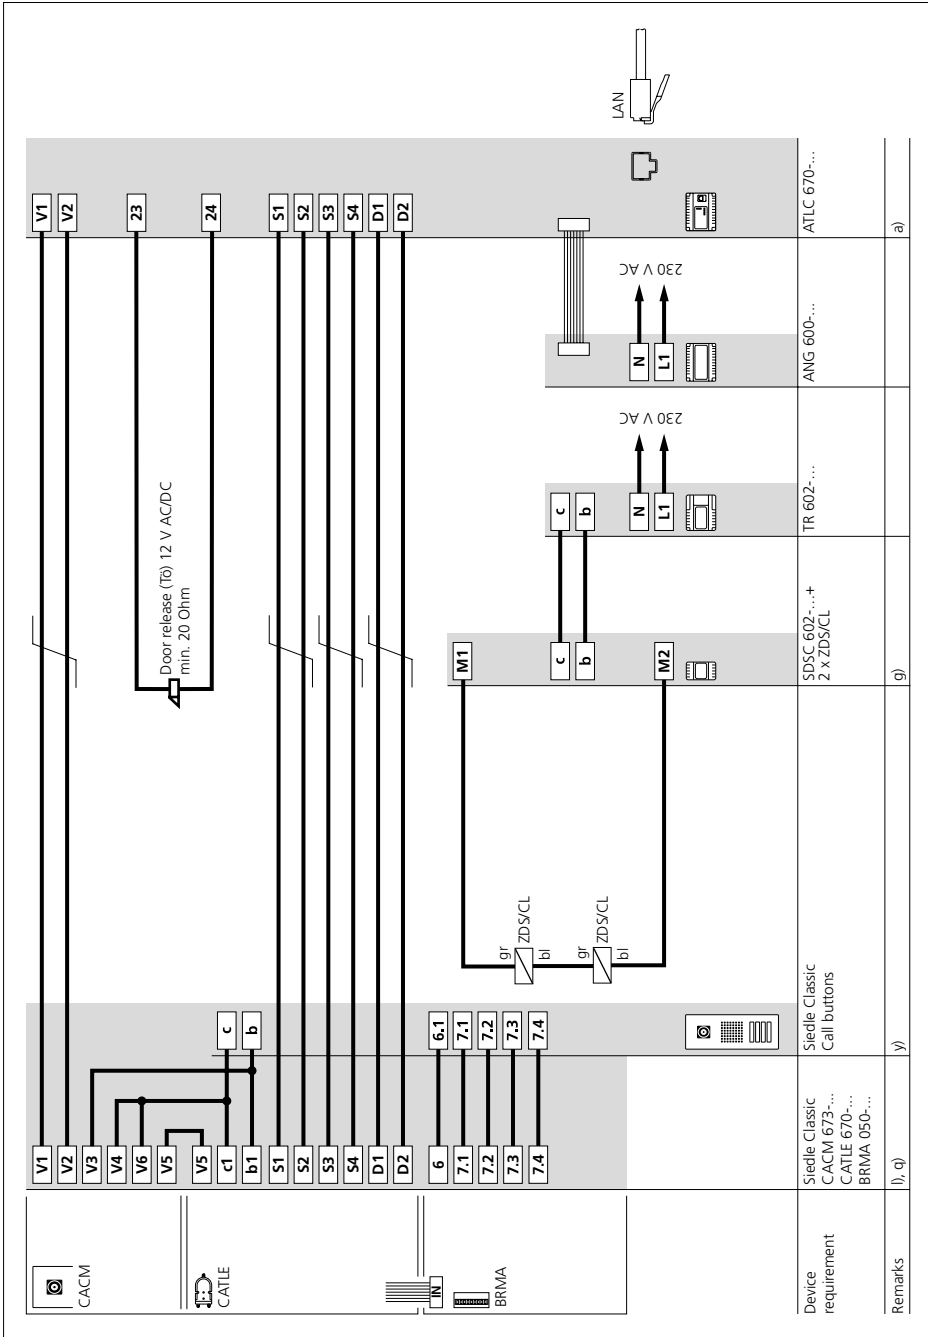 V1 V1
V2 V2
CACM
V3
V4
V6 23
V5
Door release (Tö) 12 V AC/DC
min. 20 Ohm
V5 24
c1 c
CATLE
b1 b
S1 S1
S2 S2
S3 S3
S4 S4
D1 D1
D2 D2
IN
6 6.1
7.1 7.1 M1
7.2 7.2
BRMA
gr
ZDS/CL
bl
7.3 7.3
7.4 7.4
c c
b b
gr
ZDS/CL
bl
LAN
N N
230 V AC 230 V AC
M2 L1 L1
Device
requirement
Siedle Classic
CACM 673-...
CATLE 670-...
BRMA 050-...
Siedle Classic
Call buttons
SDSC 602-...+
2 x ZDS/CL
TR 602-...
ANG 600-...
ATLC 670-...
Remarks
l), q)
y)
g)
a)